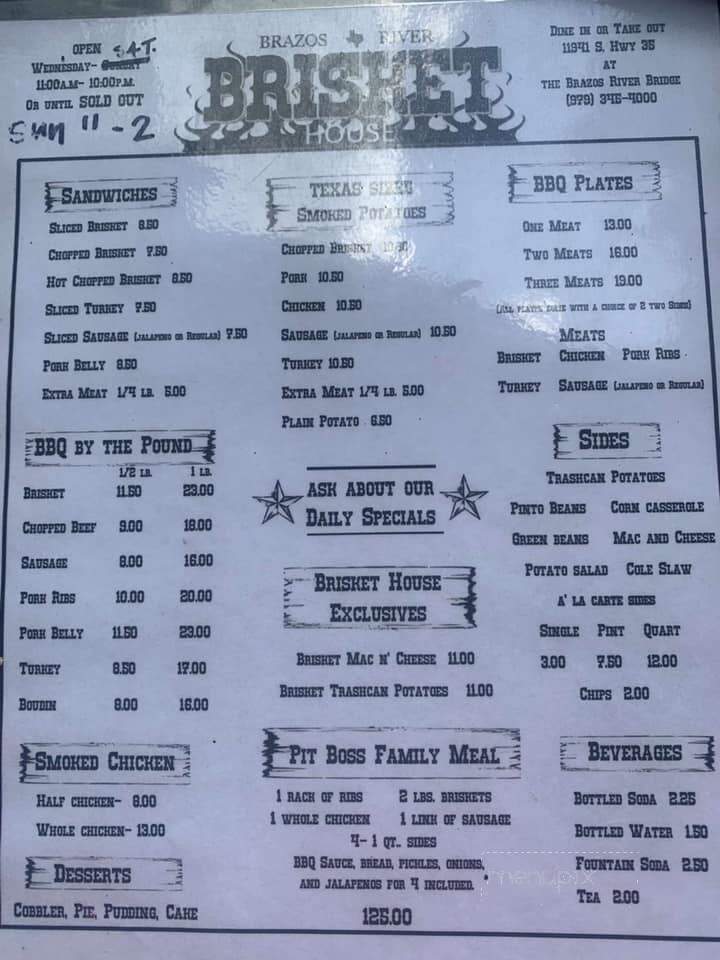 OPEN SAT.
WEDNESDAY- SUNDAY
11:00A.M- 10:00P.M.
OR UNTIL SOLD OUT
SUN 11-2
BRAZOS RIVER
BRISKET
HOUSE
DINE IN OR TAKE OUT
11941 S. HWY 35
AT
THE BRAZOS RIVER BRIDGE
(979) 345-4000
SANDWICHES
SLICED BRISKET 8.50
CHOPPED BRISKET 7.50
HOT CHOPPED BRISKET 8.50
SLICED TURKEY 7.50
SLICED SAUSAGE (JALAPENO OR REGULAR) 7.50
PORK BELLY 8.50
EXTRA MEAT 1/4 LB. 5.00
TEXAS SIZED
SMOKED POTATOES
CHOPPED BRISKET 10.50
PORK 10.50
CHICKEN 10.50
SAUSAGE (JALAPENO OR REGULAR) 10.50
TURKEY 10.50
EXTRA MEAT 1/4 LB. 5.00
PLAIN POTATO 6.50
BBQ PLATES
ONE MEAT 13.00
TWO MEATS 16.00
THREE MEATS 19.00
(ALL PLATES COME WITH A CHOICE OF 2 TWO SIDES)
MEATS
BRISKET CHICKEN PORK RIBS
TURKEY SAUSAGE (JALAPENO OR REGULAR)
BBQ BY THE POUND
1/2 LB. 1 LB.
BRISKET 11.50 23.00
CHOPPED BEEF 9.00 18.00
SAUSAGE 8.00 16.00
PORK RIBS 10.00 20.00
PORK BELLY 11.50 23.00
TURKEY 8.50 17.00
BOUDIN 8.00 16.00
ASK ABOUT OUR
DAILY SPECIALS
BRISKET HOUSE
EXCLUSIVES
BRISKET MAC N' CHEESE 11.00
BRISKET TRASHCAN POTATOES 11.00
SIDES
TRASHCAN POTATOES
PINTO BEANS CORN CASSEROLE
GREEN BEANS MAC AND CHEESE
POTATO SALAD COLE SLAW
A' LA CARTE SIDES
SINGLE PINT QUART
3.00 7.50 12.00
CHIPS 2.00
SMOKED CHICKEN
HALF CHICKEN- 8.00
WHOLE CHICKEN- 13.00
DESSERTS
COBBLER, PIE, PUDDING, CAKE
PIT BOSS FAMILY MEAL
1 RACK OF RIBS 2 LBS. BRISKETS
1 WHOLE CHICKEN 1 LINK OF SAUSAGE
4- 1 QT.. SIDES
BBQ SAUCE, BREAD, PICKLES, ONIONS,
AND JALAPENOS FOR 4 INCLUDED.
125.00
BEVERAGES
BOTTLED SODA 2.25
BOTTLED WATER 1.50
FOUNTAIN SODA 2.50
TEA 2.00
menupix